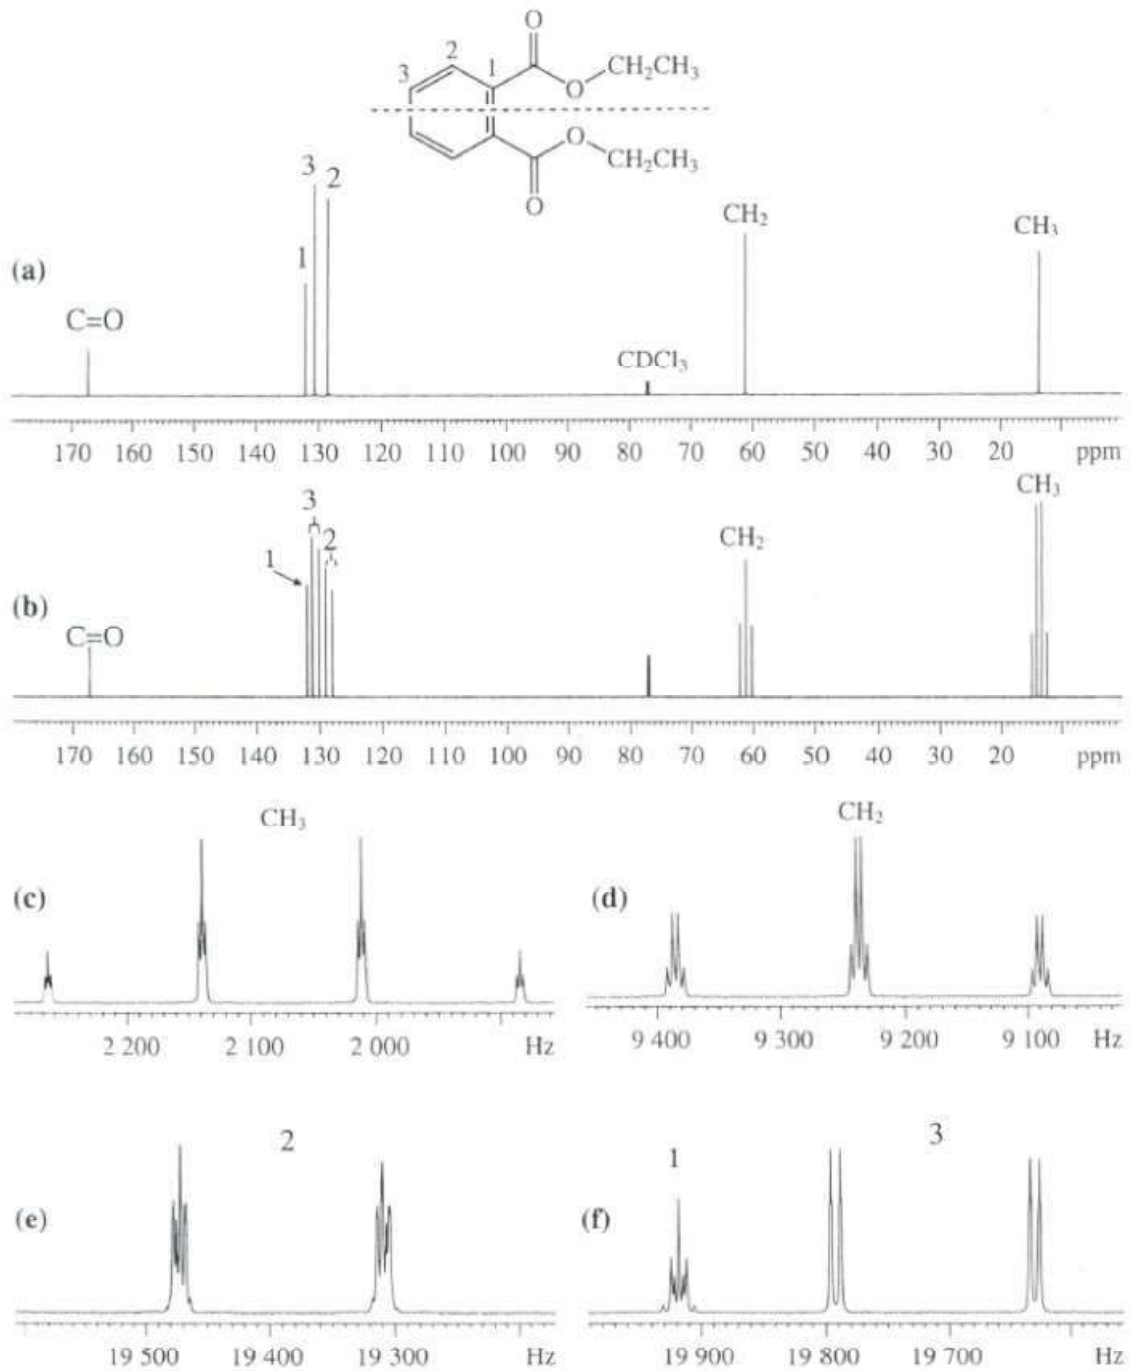 O
2
1
CH₂CH₃
3
O
O
CH₂CH₃
O
3
2
1
CH₂
CH₃
(a)
C=O
CDCl₃
170 160 150 140 130 120 110 100 90 80 70 60 50 40 30 20 ppm
3
CH₃
1
2
CH₂
(b)
C=O
170 160 150 140 130 120 110 100 90 80 70 60 50 40 30 20 ppm
CH₃
CH₂
(c)
(d)
2 200 2 100 2 000 Hz
9 400 9 300 9 200 9 100 Hz
2
3
1
(e)
(f)
19 500 19 400 19 300 Hz
19 900 19 800 19 700 Hz